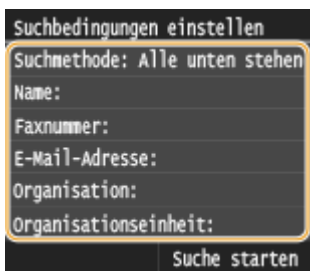 Suchbedingungen einstellen
Suchmethode: Alle unten stehen
Name:
Faxnummer:
E-Mail-Adresse:
Organisation:
Organisationseinheit:
Suche starten